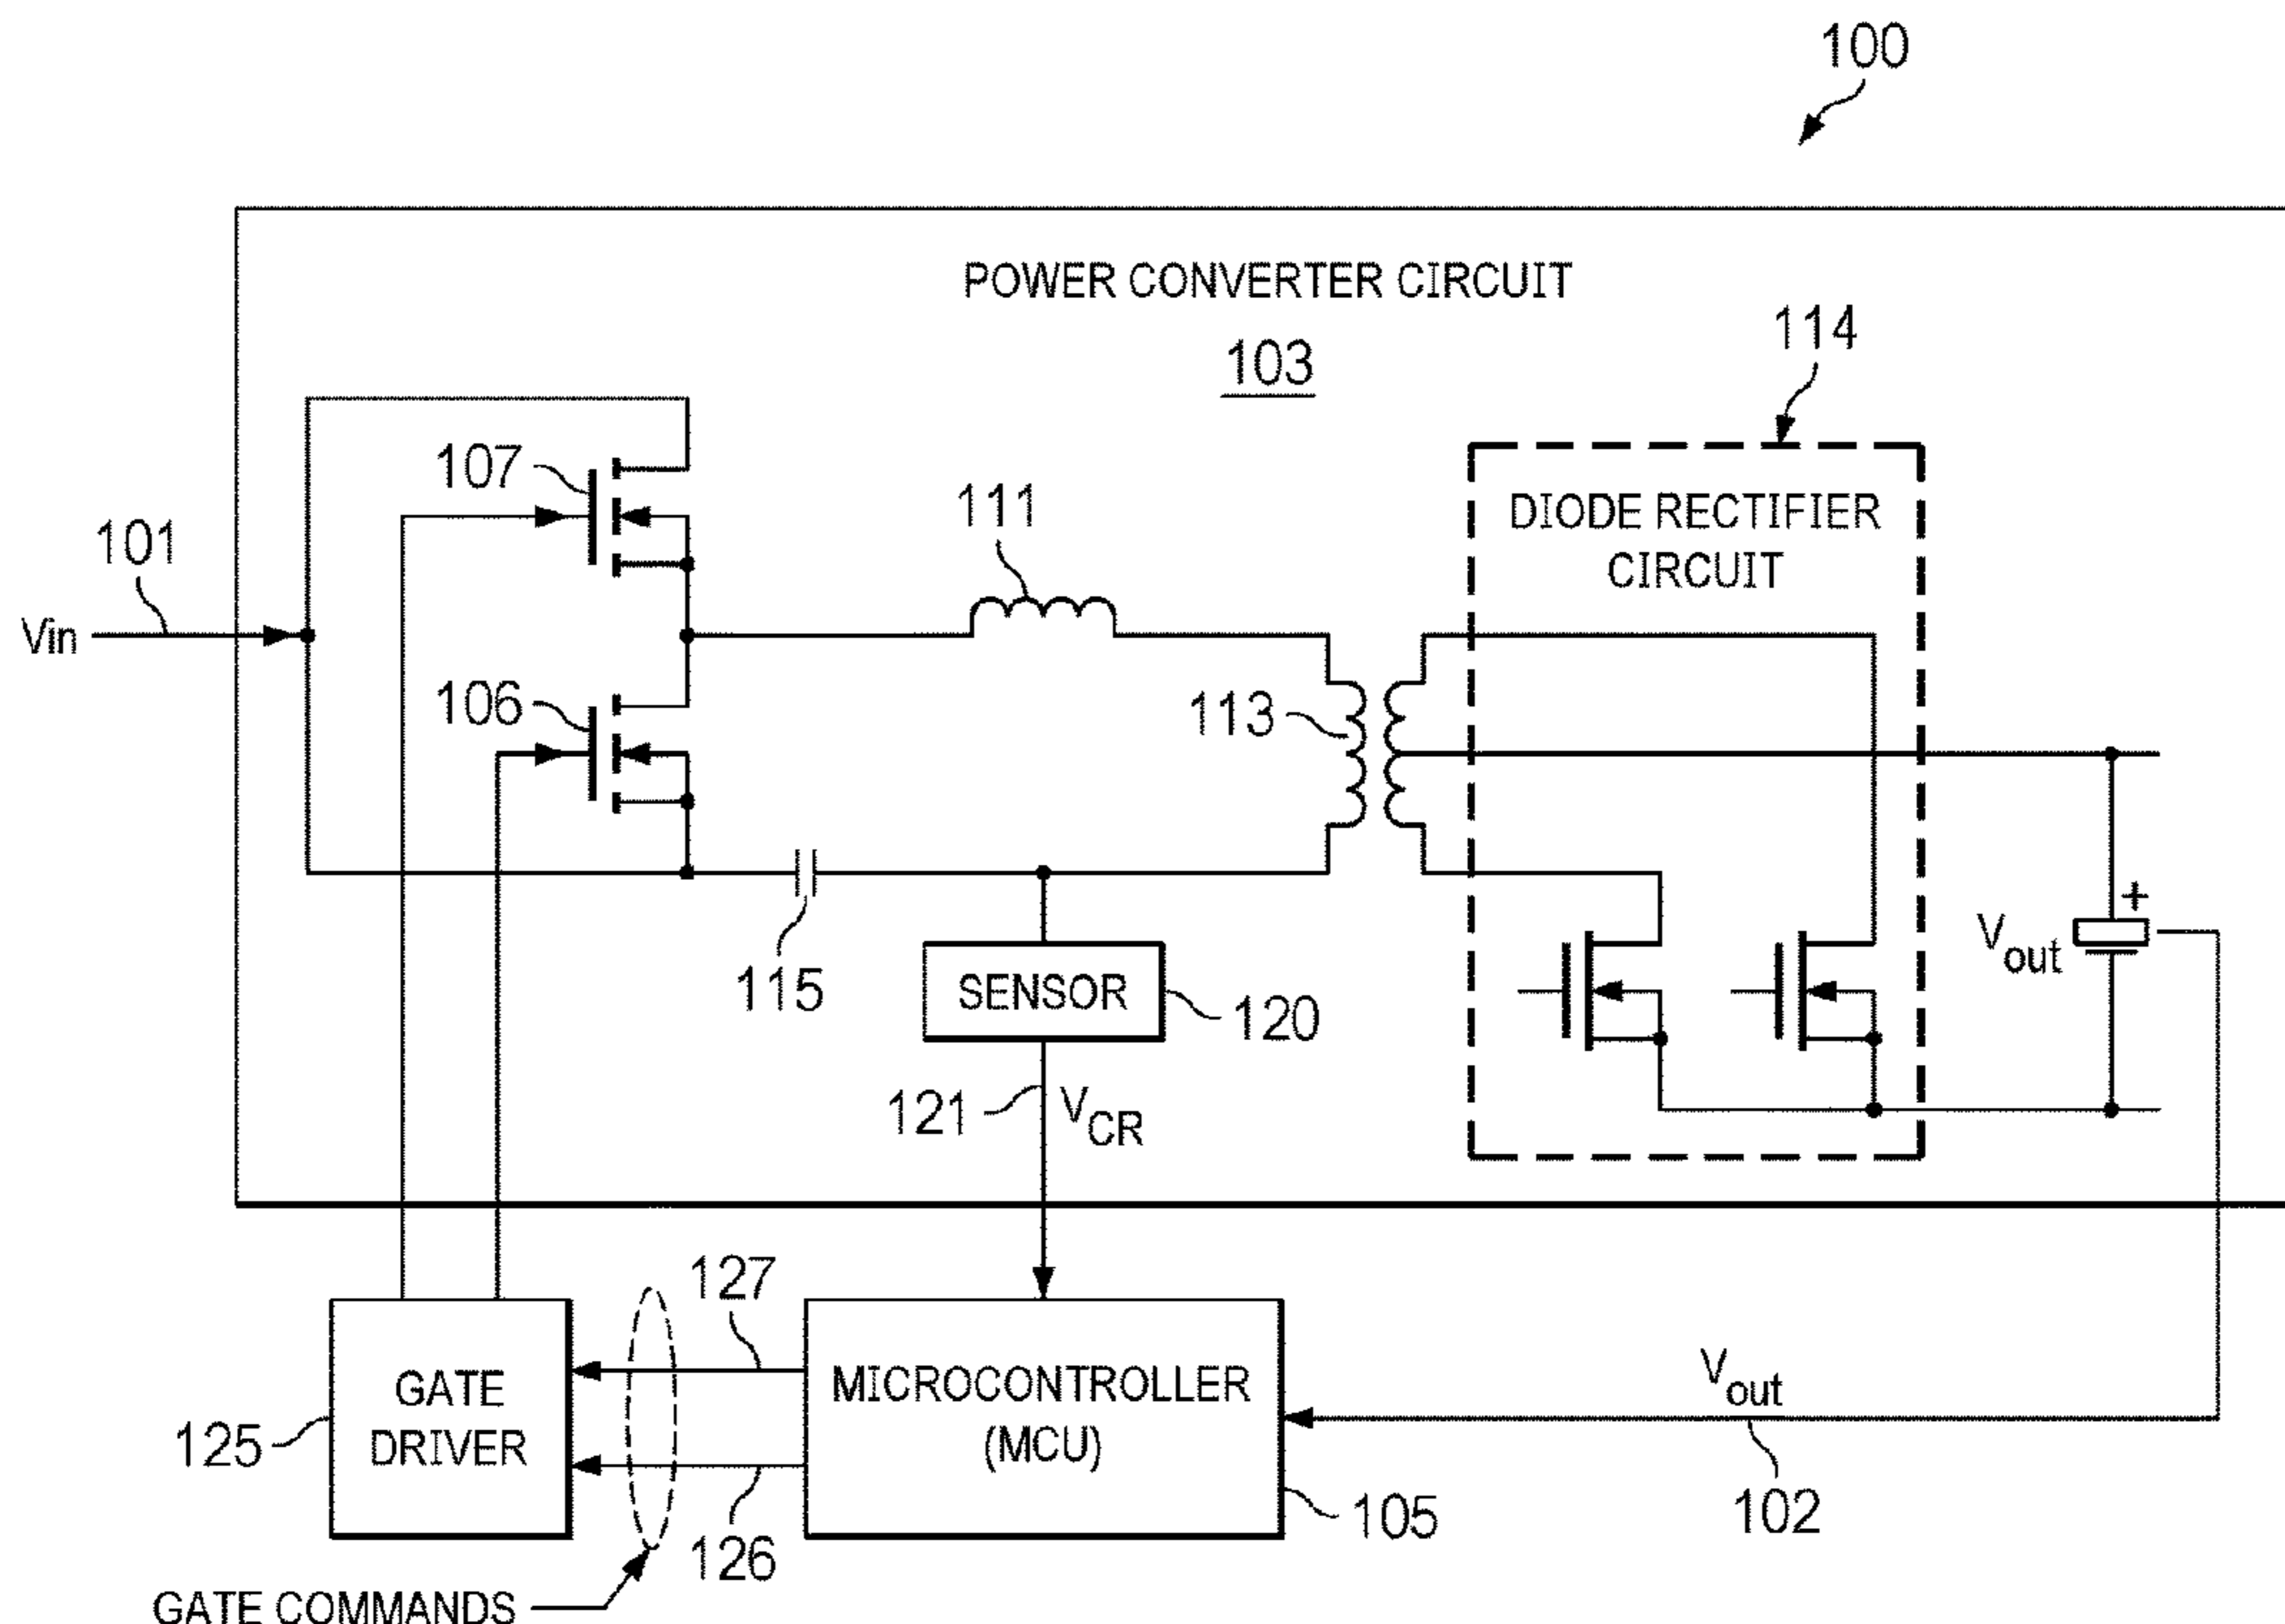 100
POWER CONVERTER CIRCUIT
103
114
107
DIODE RECTIFIER
CIRCUIT
111
101
Vin
106
113
+
Vout
115
SENSOR
120
121
VCR
127
GATE
DRIVER
125
MICROCONTROLLER
(MCU)
105
Vout
102
126
GATE COMMANDS